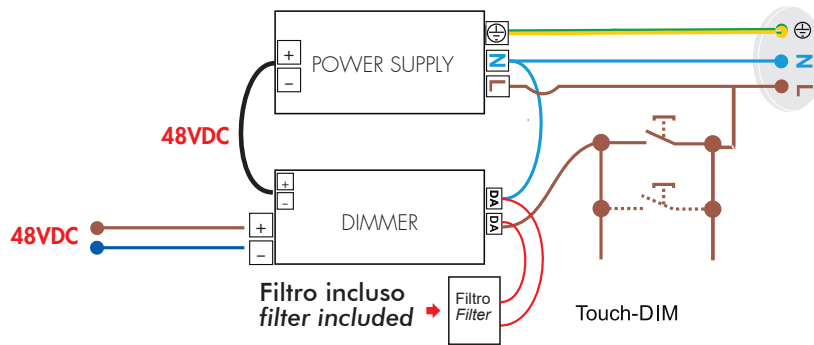 +
−
POWER SUPPLY
N
L
N
L
48VDC
+
−
DIMMER
DA
DA
48VDC
+
−
Filtro incluso
filter included
Filtro
Filter
Touch-DIM